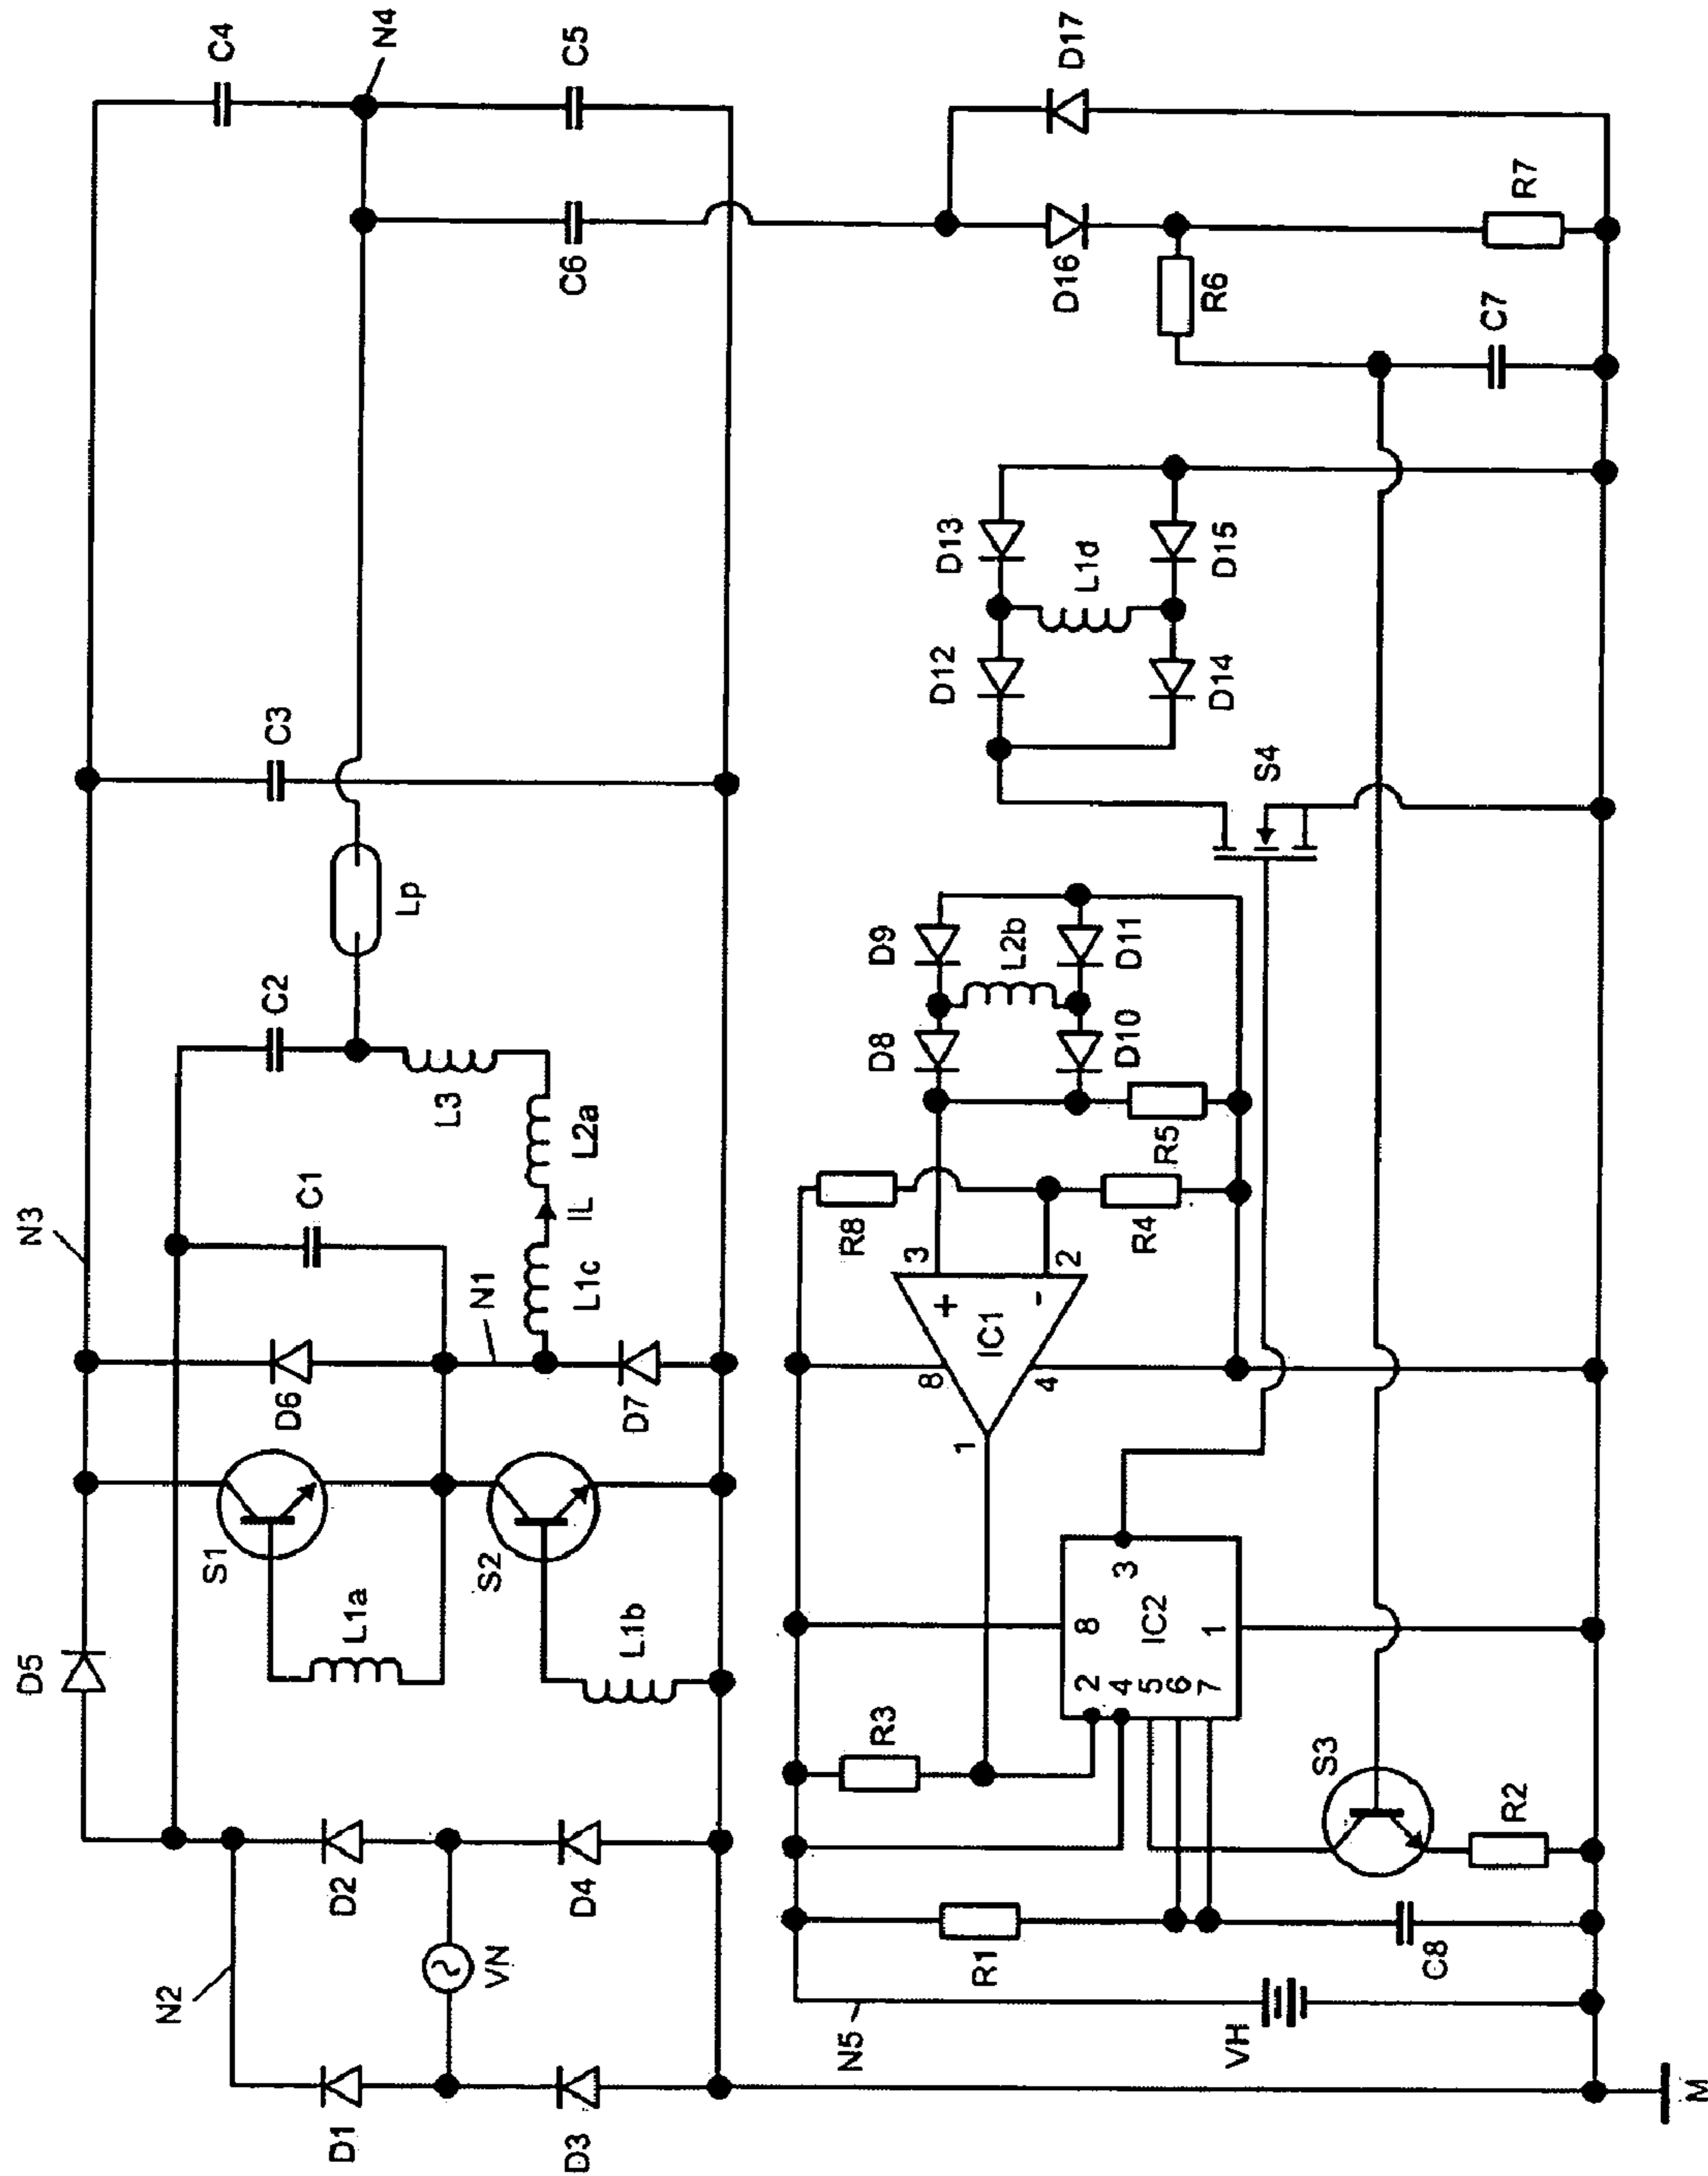 N3
N4
C4
C5
C6
D17
D16
R7
R6
C7
C3
Lp
C2
L3
L2a
IL
L1c
C1
N1
D6
D7
S1
S2
L1a
L1b
D5
N2
D2
D4
VN
D1
D3
D13
L1d
D15
D12
D14
S4
D9
L2b
D11
D8
D10
R5
R8
R4
3
2
+
-
IC1
8
4
1
3
8
IC2
1
2
4
5
6
7
R3
S3
R2
R1
C8
N5
VH
M